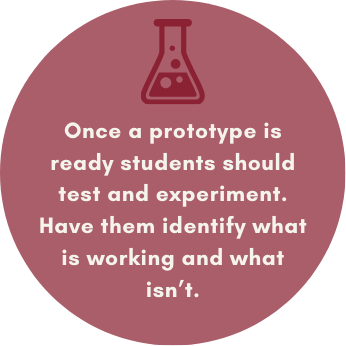 Once a prototype is
ready students should
test and experiment.
Have them identify what
is working and what
isn’t.